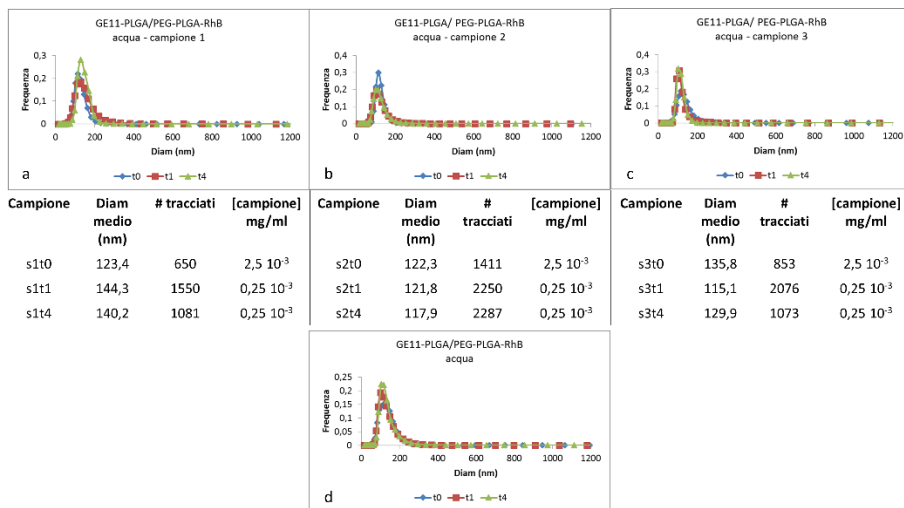 GE11-PLGA/PEG-PLGA-RhB
acqua - campione 1
Frequenza
0,3
0,2
0,1
0
0 200 400 600 800 1000 1200
Diam (nm)
t0 t1 t4
a
GE11-PLGA/ PEG-PLGA-RhB
acqua - campione 2
Frequenza
0,4
0,3
0,2
0,1
0
0 200 400 600 800 1000 1200
Diam (nm)
t0 t1 t4
b
GE11-PLGA/ PEG-PLGA-RhB
acqua - campione 3
Frequenza
0,4
0,3
0,2
0,1
0
0 200 400 600 800 1000 1200
Diam (nm)
t0 t1 t4
c
Campione Diam medio (nm) # tracciati [campione] mg/ml
s1t0 123,4 650 2,5 10⁻³
s1t1 144,3 1550 0,25 10⁻³
s1t4 140,2 1081 0,25 10⁻³
Campione Diam medio (nm) # tracciati [campione] mg/ml
s2t0 122,3 1411 2,5 10⁻³
s2t1 121,8 2250 0,25 10⁻³
s2t4 117,9 2287 0,25 10⁻³
Campione Diam medio (nm) # tracciati [campione] mg/ml
s3t0 135,8 853 2,5 10⁻³
s3t1 115,1 2076 0,25 10⁻³
s3t4 129,9 1073 0,25 10⁻³
GE11-PLGA/PEG-PLGA-RhB
acqua
Frequenza
0,25
0,2
0,15
0,1
0,05
0
0 200 400 600 800 1000 1200
Diam (nm)
t0 t1 t4
d